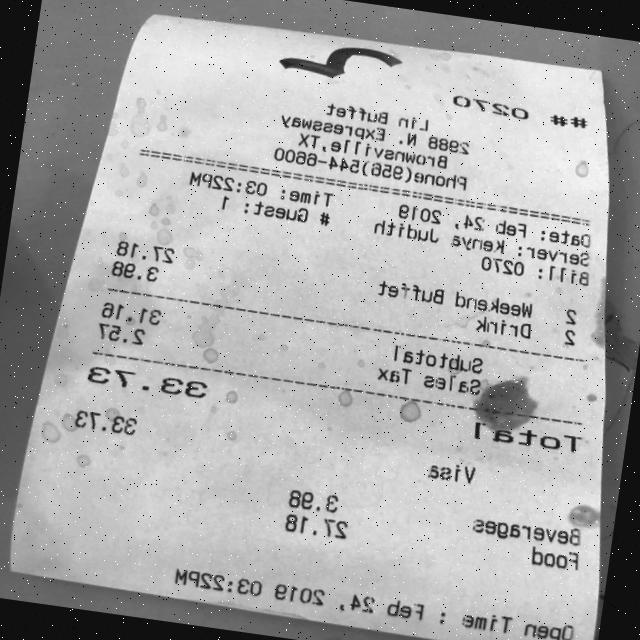 ## 0270
Lin Buffet
2988 N. Expressway
Brownsville,TX
Phone(956)544-6600
==================================================
Date: Feb 24, 2019 Time: 03:22PM
Server: Kenya Judith # Guest: 1
Bill: 0270
2 Weekend Buffet 27.18
2 Drink 3.98
--------------------------------------------------
Subtotal 31.16
Sales Tax 2.57
--------------------------------------------------
Total 33.73
Visa 33.73
Beverages 3.98
Food 27.18
Open Time : Feb 24, 2019 03:22PM